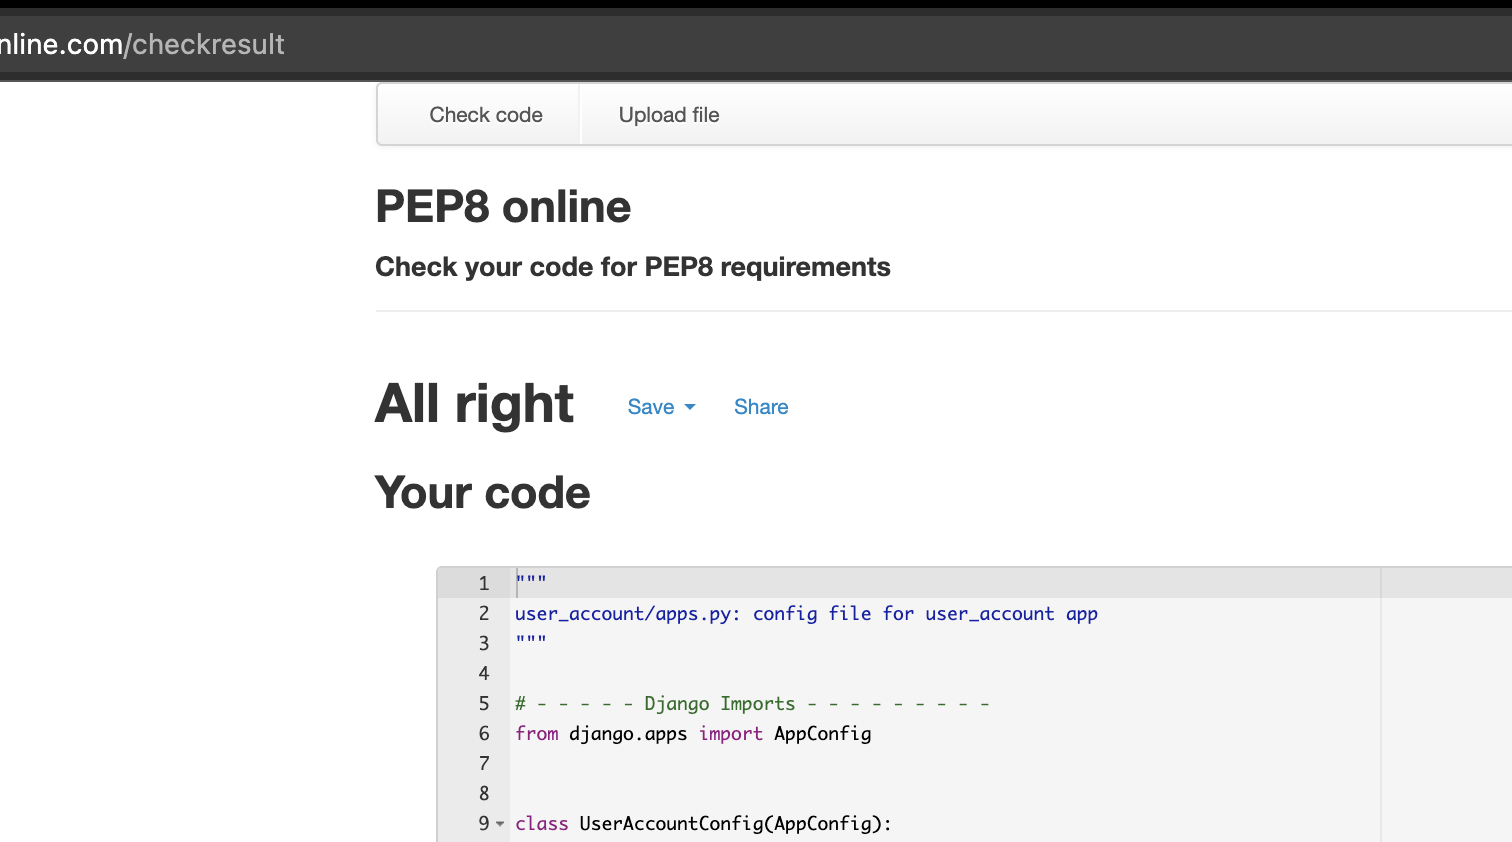 nline.com/checkresult
Check code Upload file
PEP8 online
Check your code for PEP8 requirements
All right Save Share
Your code
1 """
2 user_account/apps.py: config file for user_account app
3 """
4
5 # - - - - - Django Imports - - - - - - - - -
6 from django.apps import AppConfig
7
8
9 class UserAccountConfig(AppConfig):